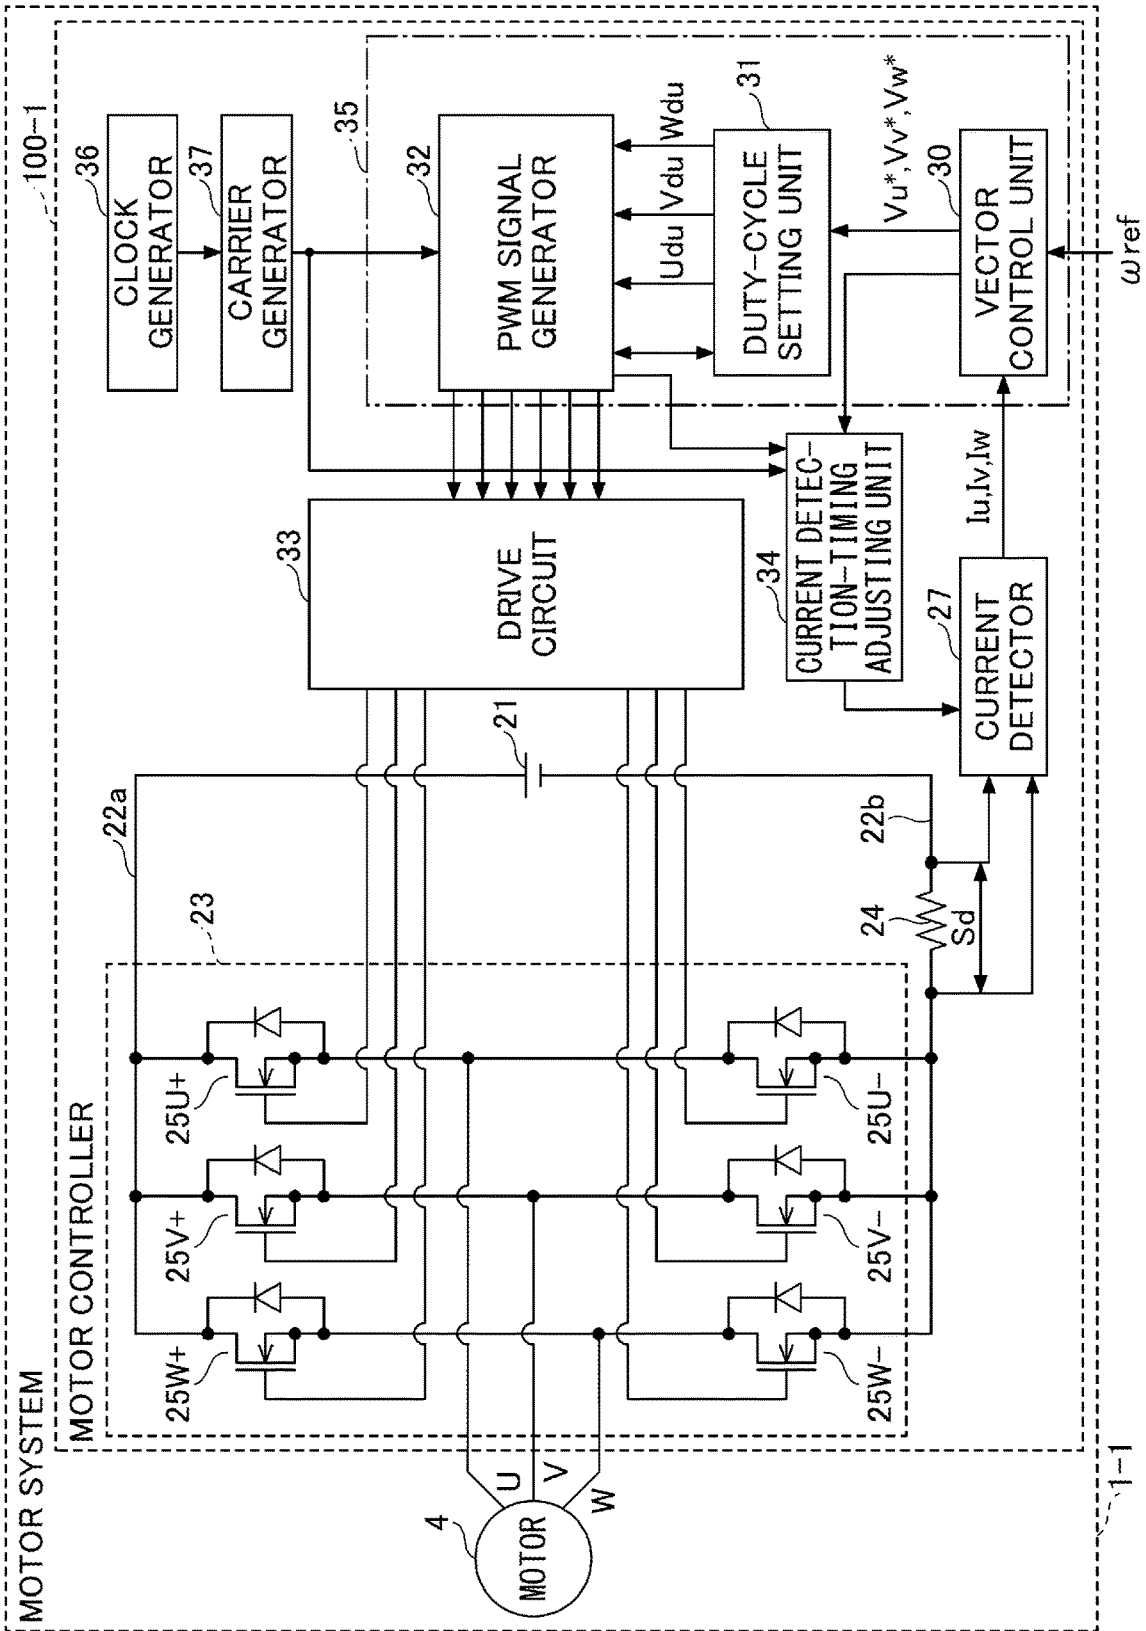 MOTOR SYSTEM
MOTOR CONTROLLER
100-1
36
CLOCK
GENERATOR
37
CARRIER
GENERATOR
35
32
PWM SIGNAL
GENERATOR
Udu
Vdu
Wdu
31
DUTY-CYCLE
SETTING UNIT
Vu*,Vv*,Vw*
30
VECTOR
CONTROL UNIT
ωref
33
DRIVE
CIRCUIT
34
CURRENT DETEC-
TION-TIMING
ADJUSTING UNIT
Iu,Iv,Iw
27
CURRENT
DETECTOR
22a
21
22b
23
24
Sd
25U+
25V+
25W+
25U-
25V-
25W-
U
V
W
4
MOTOR
1-1